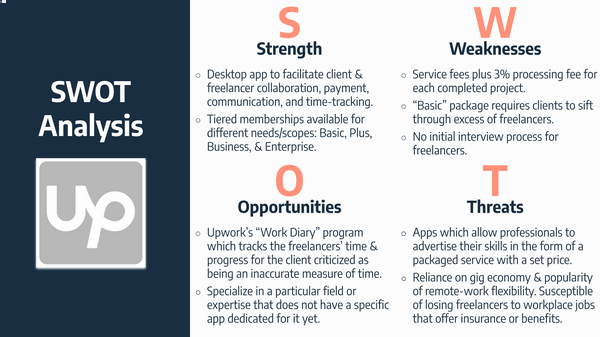 SWOT
Analysis
up
S
Strength
Desktop app to facilitate client &
freelancer collaboration, payment,
communication, and time-tracking.
Tiered memberships available for
different needs/scopes: Basic, Plus,
Business, & Enterprise.
W
Weaknesses
Service fees plus 3% processing fee for
each completed project.
“Basic” package requires clients to sift
through excess of freelancers.
No initial interview process for
freelancers.
O
Opportunities
Upwork’s “Work Diary” program
which tracks the freelancers’ time &
progress for the client criticized as
being an inaccurate measure of time.
Specialize in a particular field or
expertise that does not have a specific
app dedicated for it yet.
T
Threats
Apps which allow professionals to
advertise their skills in the form of a
packaged service with a set price.
Reliance on gig economy & popularity
of remote-work flexibility. Susceptible
of losing freelancers to workplace jobs
that offer insurance or benefits.